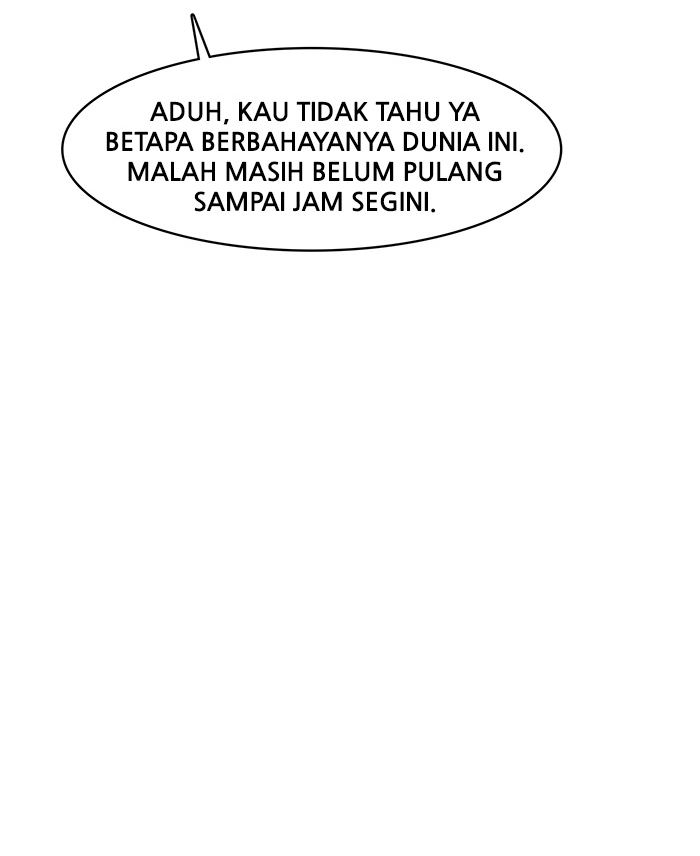 ADUH, KAU TIDAK TAHU YA
BETAPA BERBAHAYANYA DUNIA INI.
MALAH MASIH BELUM PULANG
SAMPAI JAM SEGINI.